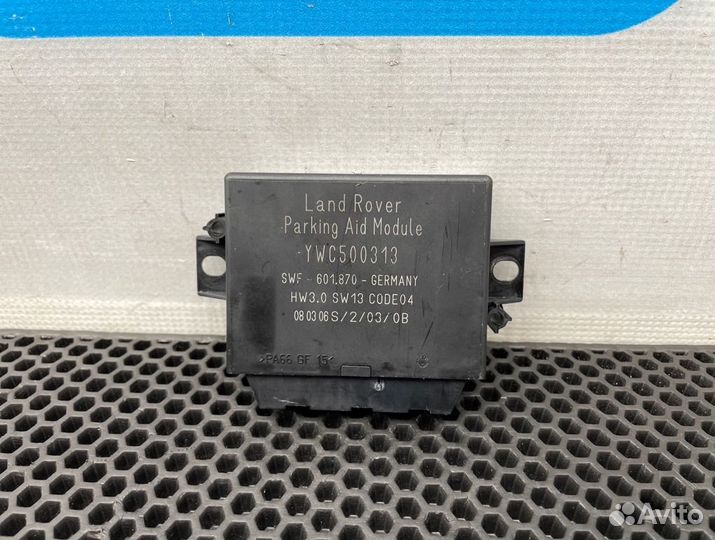 Land Rover
Parking Aid Module
YWC500313
SWF - 601.870 - GERMANY
HW3.0 SW13 CODE04
080306S/2/03/0B
>PA66 GF 15<
Avito